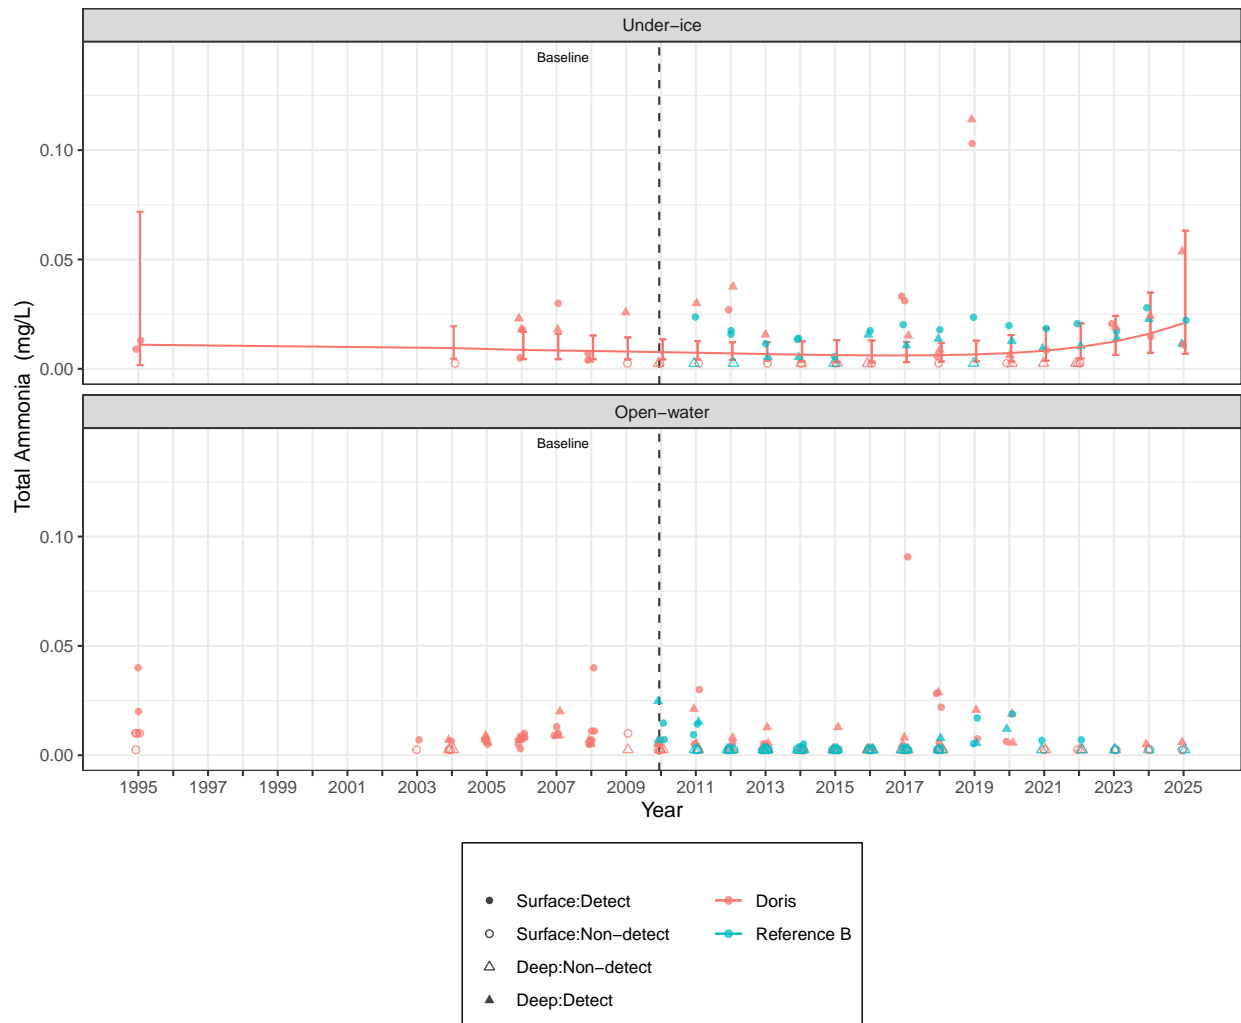 Under−ice
Baseline
0.10
0.05
0.00
Open−water
Baseline
0.10
0.05
0.00
Total Ammonia (mg/L)
1995 1997 1999 2001 2003 2005 2007 2009 2011 2013 2015 2017 2019 2021 2023 2025
Year
Surface:Detect
Surface:Non−detect
Deep:Non−detect
Deep:Detect
Doris
Reference B